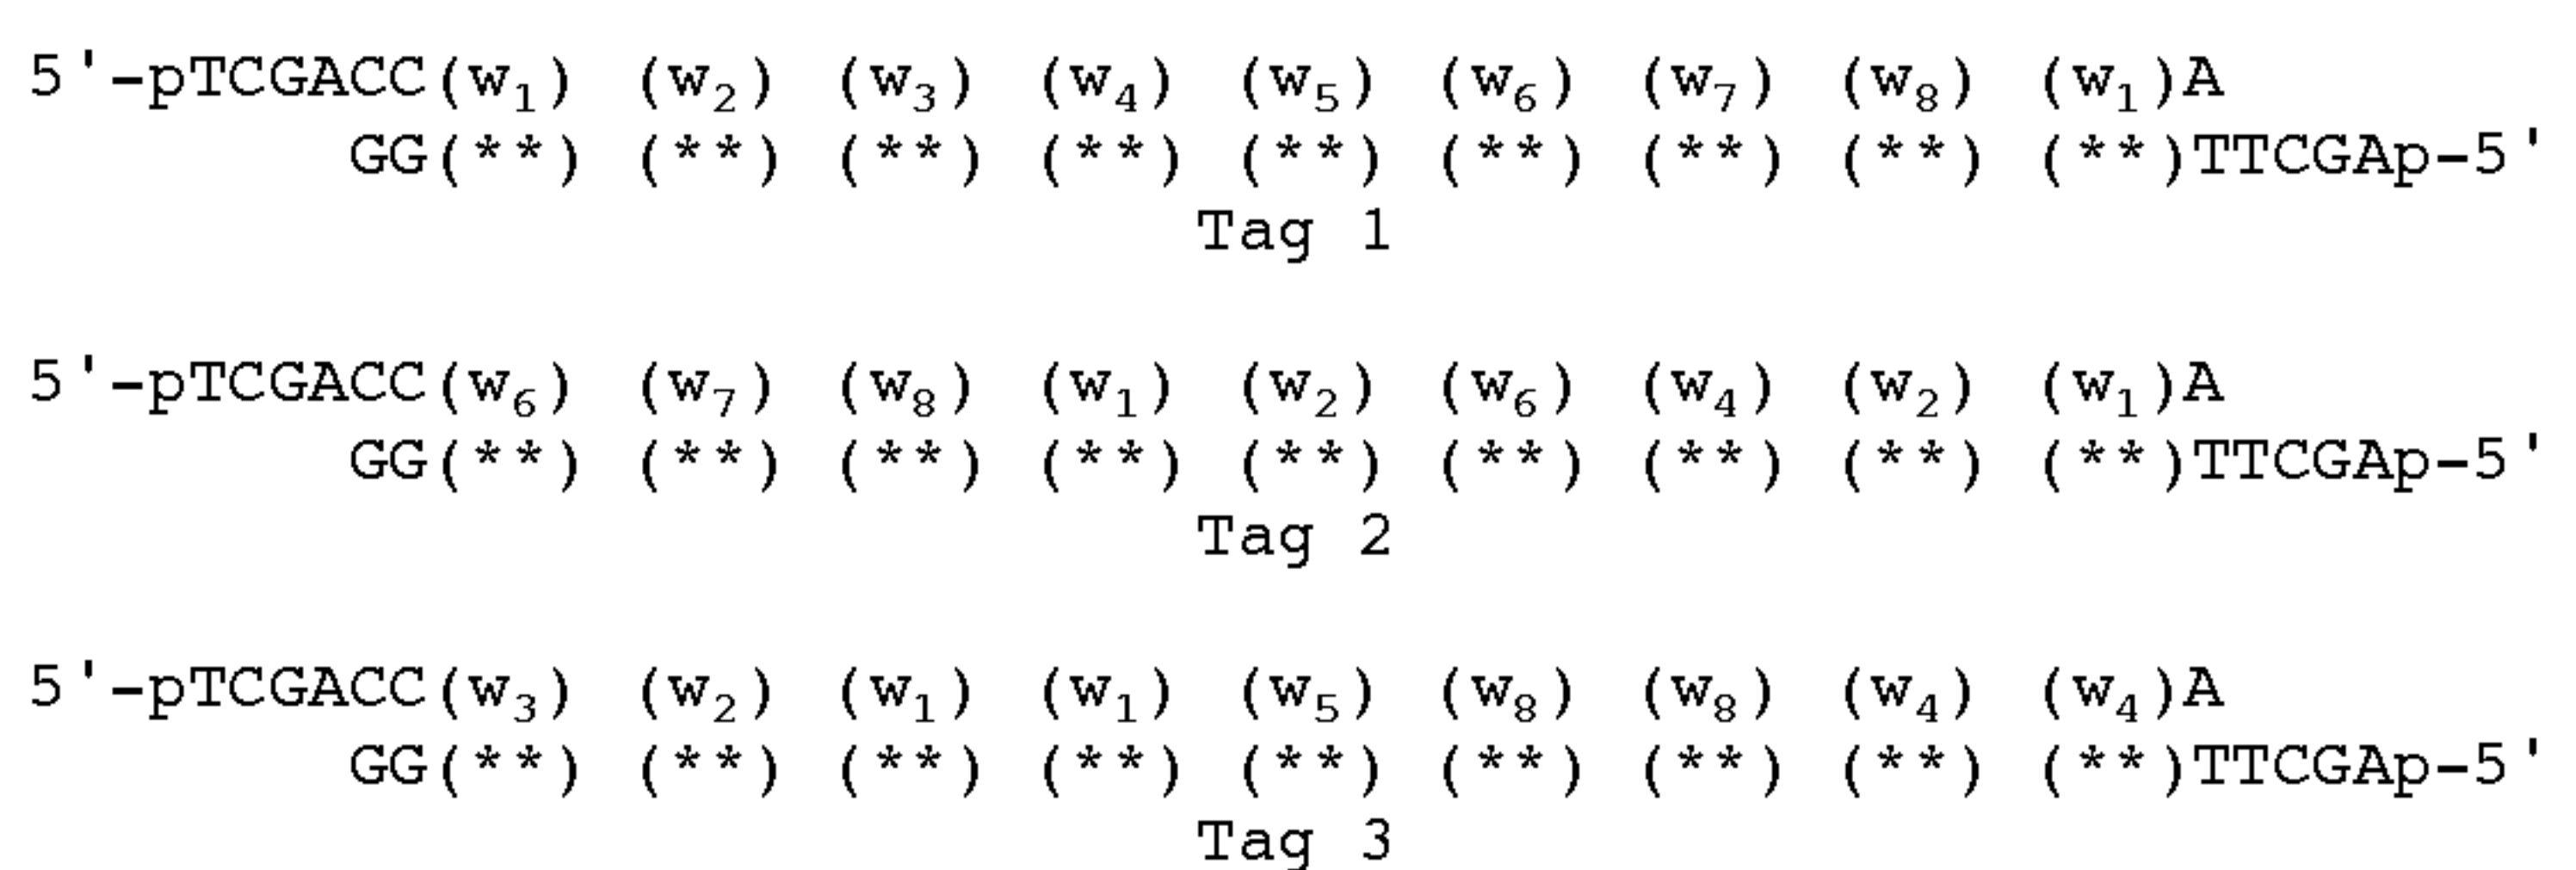 5'-pTCGACC(w₁) (w₂) (w₃) (w₄) (w₅) (w₆) (w₇) (w₈) (w₁)A
GG(**) (**) (**) (**) (**) (**) (**) (**) (**)TTCGAp-5'
Tag 1
5'-pTCGACC(w₆) (w₇) (w₈) (w₁) (w₂) (w₆) (w₄) (w₂) (w₁)A
GG(**) (**) (**) (**) (**) (**) (**) (**) (**)TTCGAp-5'
Tag 2
5'-pTCGACC(w₃) (w₂) (w₁) (w₁) (w₅) (w₈) (w₈) (w₄) (w₄)A
GG(**) (**) (**) (**) (**) (**) (**) (**) (**)TTCGAp-5'
Tag 3